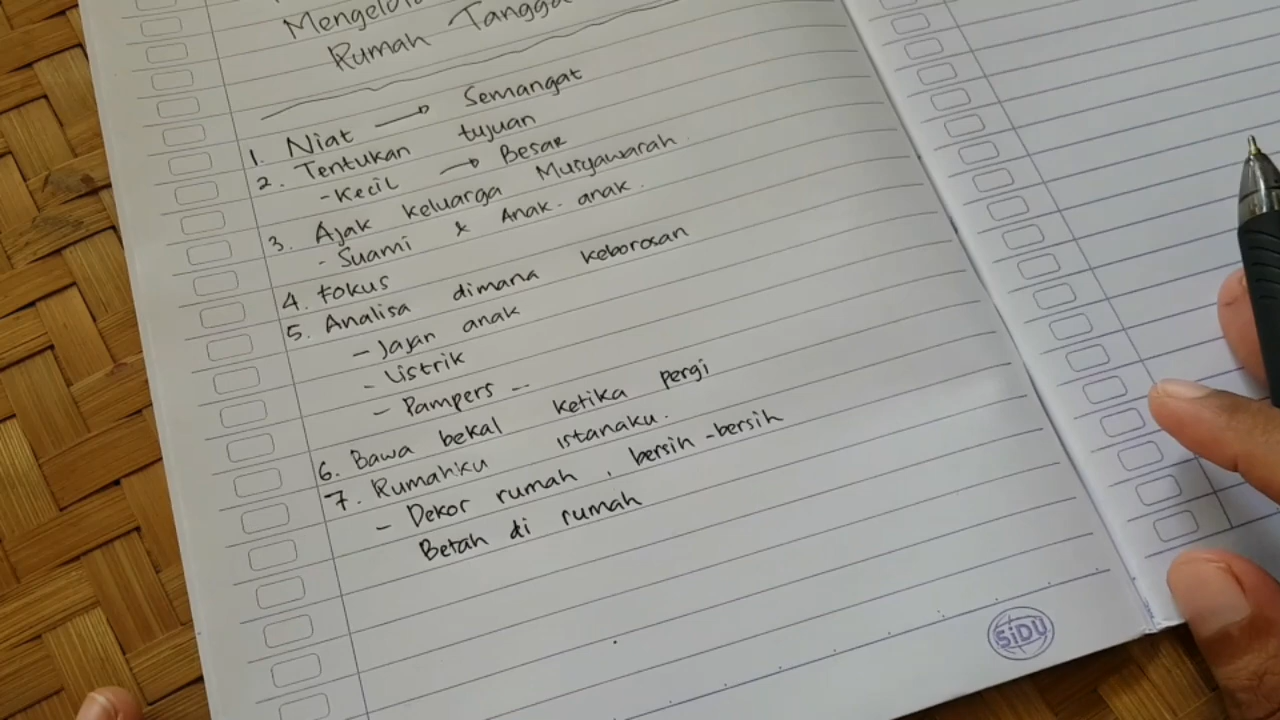 Rumah Tangga
1. Niat → Semangat
2. Tentukan tujuan
- Kecil → Besar
3. Ajak keluarga Musyawarah
- Suami & Anak-anak.
4. Fokus
5. Analisa dimana keborosan
- Jajan anak
- Listrik
- Pampers --
6. Bawa bekal ketika pergi
7. Rumahku istanaku.
- Dekor rumah, bersih-bersih
Betah di rumah
SiDU